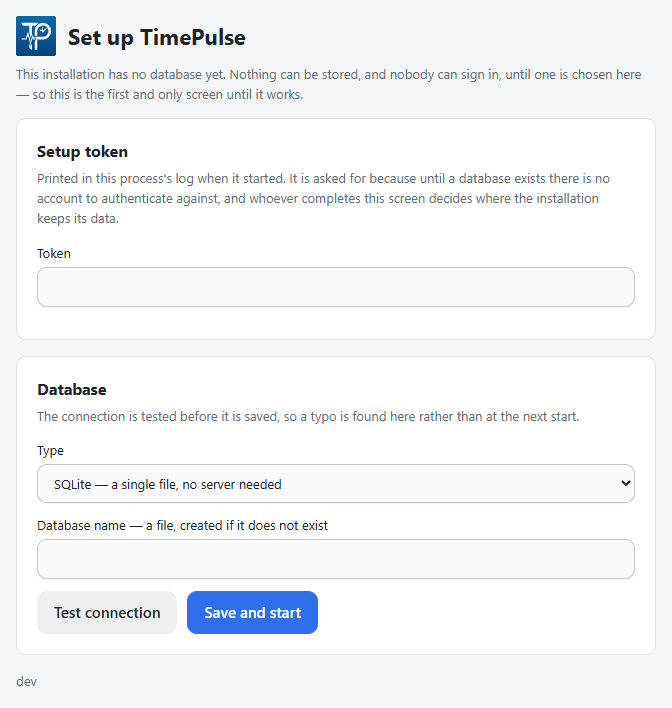 TP
Set up TimePulse
This installation has no database yet. Nothing can be stored, and nobody can sign in, until one is chosen here
— so this is the first and only screen until it works.
Setup token
Printed in this process's log when it started. It is asked for because until a database exists there is no
account to authenticate against, and whoever completes this screen decides where the installation
keeps its data.
Token
Database
The connection is tested before it is saved, so a typo is found here rather than at the next start.
Type
SQLite — a single file, no server needed
Database name — a file, created if it does not exist
Test connection
Save and start
dev